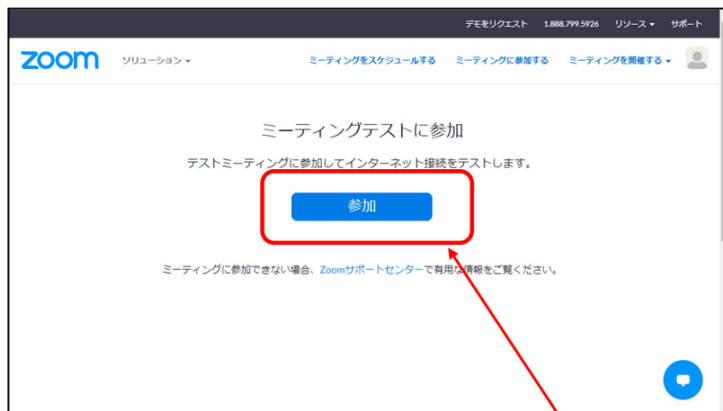 デモをリクエスト 1.888.799.5926 リソース サポート
zoom ソリューション ミーティングをスケジュールする ミーティングに参加する ミーティングを開催する
ミーティングテストに参加
テストミーティングに参加してインターネット接続をテストします。
参加
ミーティングに参加できない場合、Zoomサポートセンターで有用な情報をご覧ください。